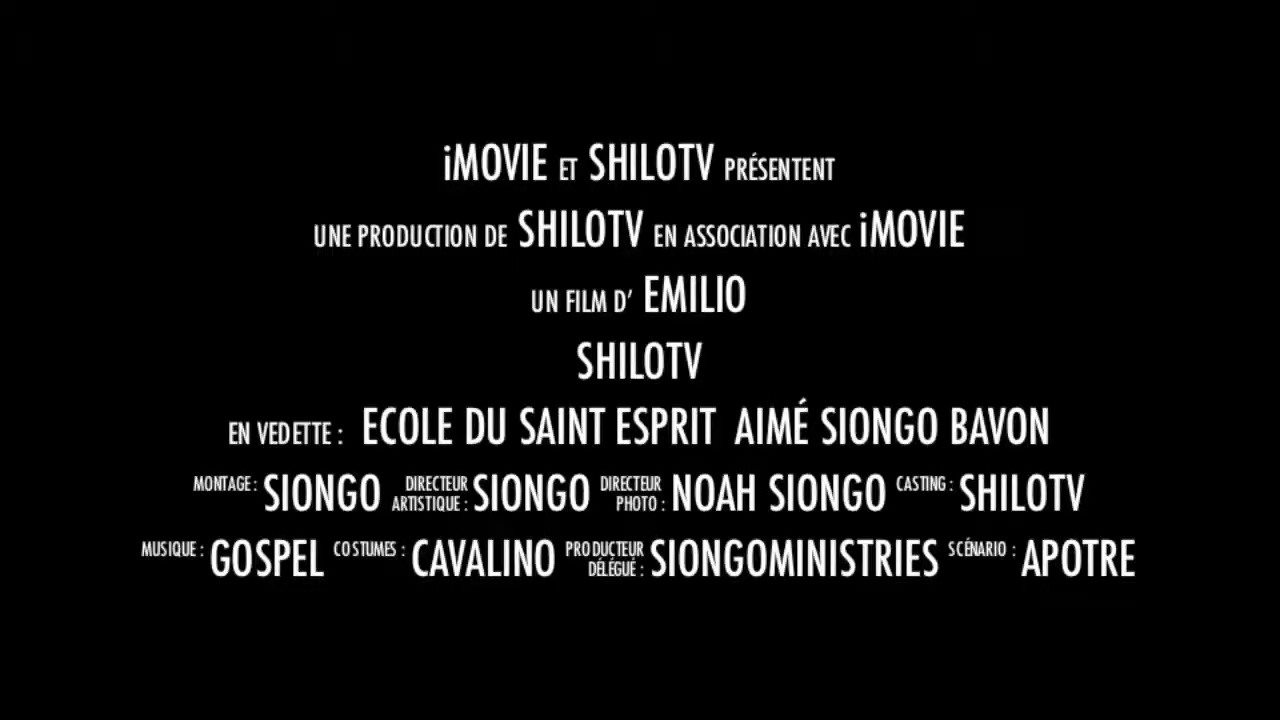 iMOVIE ET SHILOTV PRÉSENTENT
UNE PRODUCTION DE SHILOTV EN ASSOCIATION AVEC iMOVIE
UN FILM D' EMILIO
SHILOTV
EN VEDETTE : ECOLE DU SAINT ESPRIT AIMÉ SIONGO BAVON
MONTAGE : SIONGO DIRECTEUR ARTISTIQUE : SIONGO DIRECTEUR PHOTO : NOAH SIONGO CASTING : SHILOTV
MUSIQUE : GOSPEL COSTUMES : CAVALINO PRODUCTEUR DÉLÉGUÉ : SIONGOMINISTRIES SCÉNARIO : APOTRE